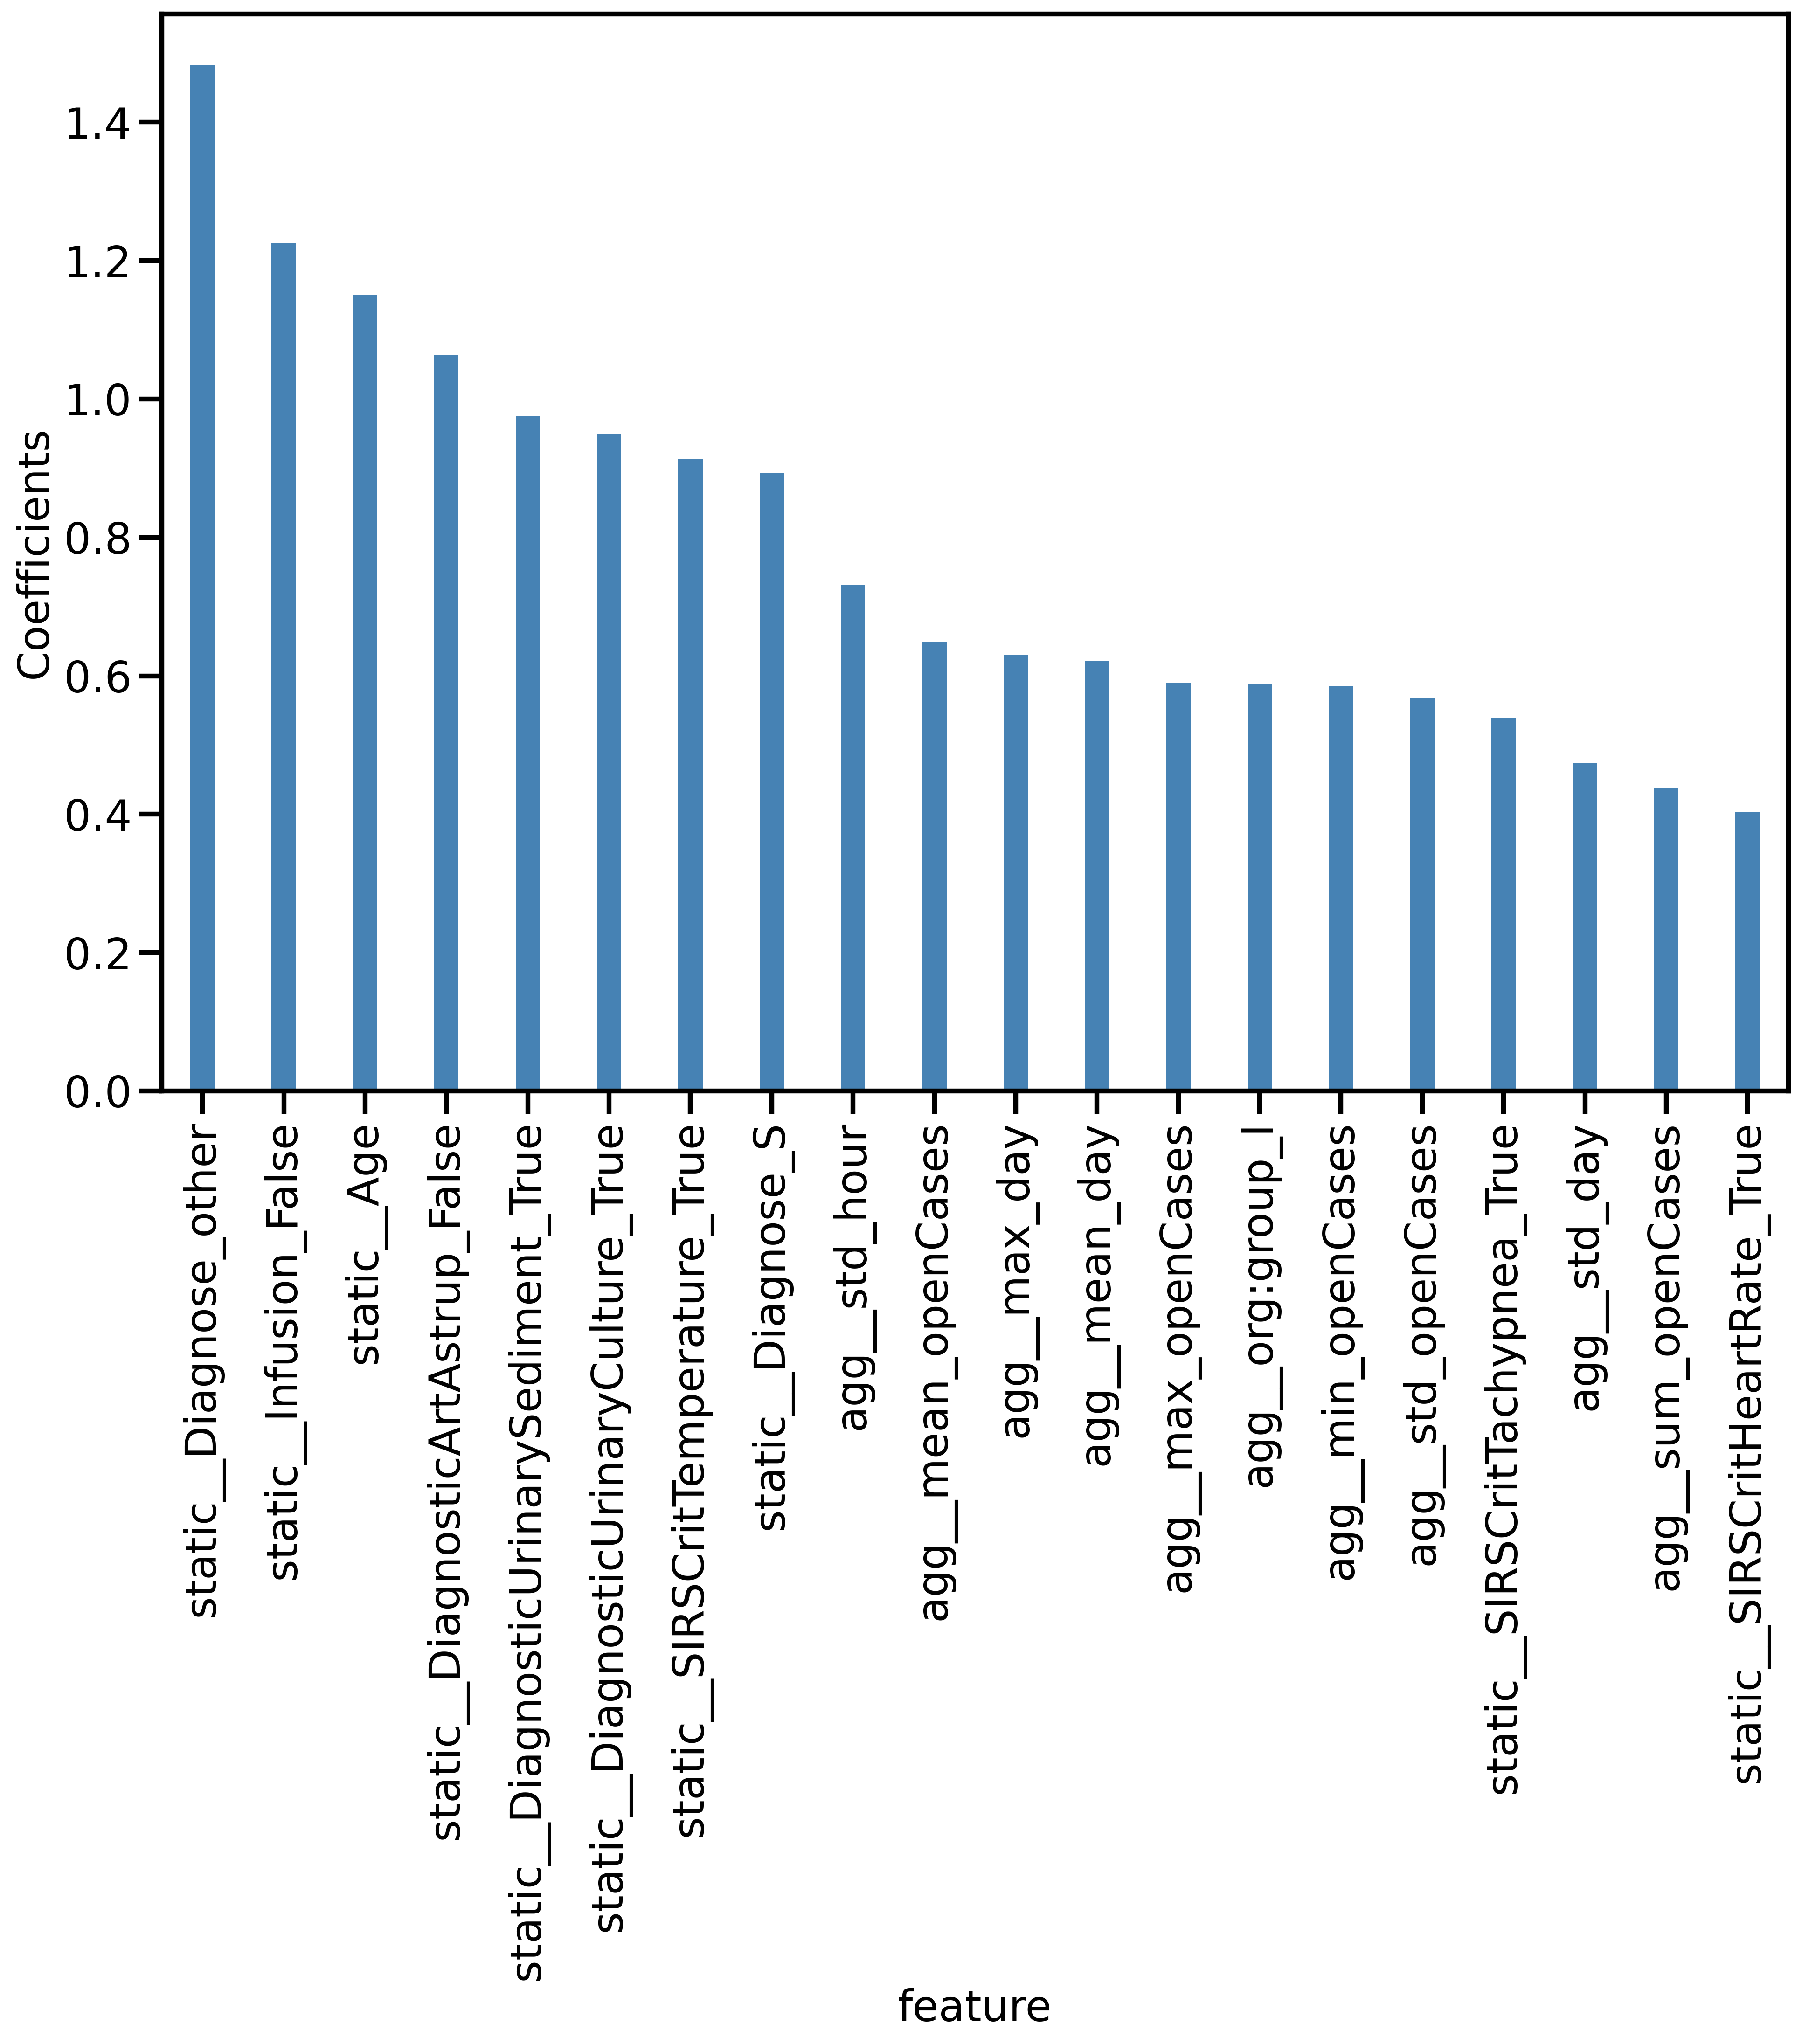 1.4
1.2
1.0
0.8
0.6
0.4
0.2
0.0
Coefficients
static__Diagnose_other
static__Infusion_False
static__Age
static__DiagnosticArtAstrup_False
static__DiagnosticUrinarySediment_True
static__DiagnosticUrinaryCulture_True
static__SIRSCritTemperature_True
static__Diagnose_S
agg__std_hour
agg__mean_openCases
agg__max_day
agg__mean_day
agg__max_openCases
agg__org:group_I
agg__min_openCases
agg__std_openCases
static__SIRSCritTachypnea_True
agg__std_day
agg__sum_openCases
static__SIRSCritHeartRate_True
feature